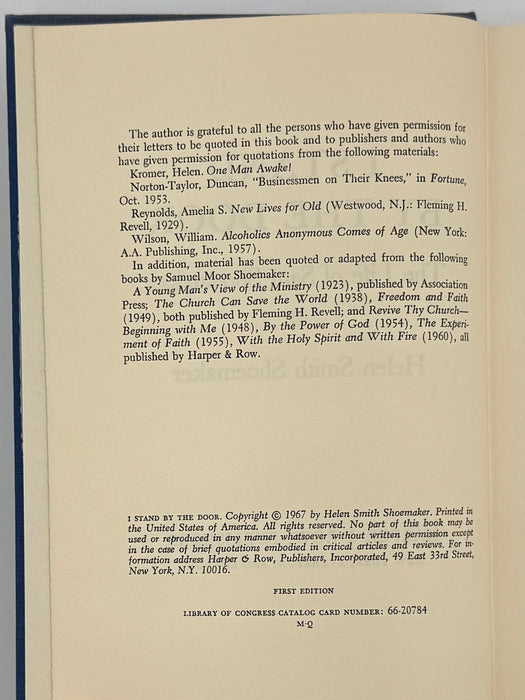 The author is grateful to all the persons who have given permission for
their letters to be quoted in this book and to publishers and authors who
have given permission for quotations from the following materials:
Kromer, Helen. One Man Awake!
Norton-Taylor, Duncan, "Businessmen on Their Knees," in Fortune,
Oct. 1953.
Reynolds, Amelia S. New Lives for Old (Westwood, N.J.: Fleming H.
Revell, 1929).
Wilson, William. Alcoholics Anonymous Comes of Age (New York:
A.A. Publishing, Inc., 1957).
In addition, material has been quoted or adapted from the following
books by Samuel Moor Shoemaker:
A Young Man's View of the Ministry (1923), published by Association
Press; The Church Can Save the World (1938), Freedom and Faith
(1949), both published by Fleming H. Revell; and Revive Thy Church—
Beginning with Me (1948), By the Power of God (1954), The Experi-
ment of Faith (1955), With the Holy Spirit and With Fire (1960), all
published by Harper & Row.
Helen Smith Shoemaker
I STAND BY THE DOOR. Copyright © 1967 by Helen Smith Shoemaker. Printed in
the United States of America. All rights reserved. No part of this book may be
used or reproduced in any manner whatsoever without written permission except
in the case of brief quotations embodied in critical articles and reviews. For in-
formation address Harper & Row, Publishers, Incorporated, 49 East 33rd Street,
New York, N.Y. 10016.
FIRST EDITION
LIBRARY OF CONGRESS CATALOG CARD NUMBER: 66-20784
M-Q